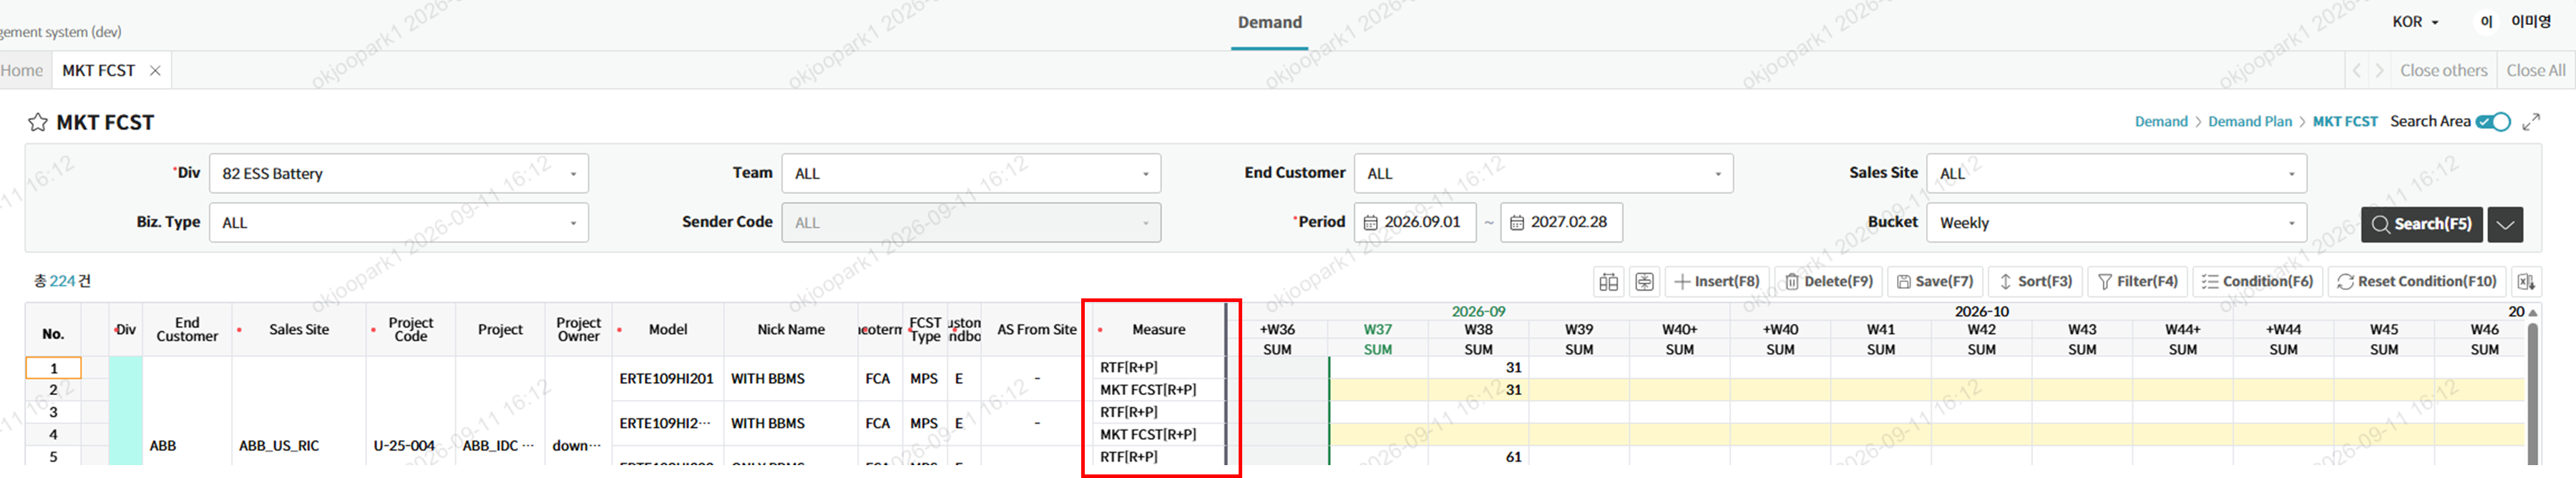 Demand
KOR 이 이미영
gement system (dev)
Home MKT FCST Close others Close All
MKT FCST
Demand > Demand Plan > MKT FCST Search Area
*Div 82 ESS Battery Team ALL End Customer ALL Sales Site ALL
Biz. Type ALL Sender Code ALL *Period 2026.09.01 ~ 2027.02.28 Bucket Weekly Search(F5)
총 224 건 Insert(F8) Delete(F9) Save(F7) Sort(F3) Filter(F4) Condition(F6) Reset Condition(F10)
No. Div End Customer Sales Site Project Code Project Project Owner Model Nick Name FCST Type AS From Site Measure
2026-09 2026-10 20
+W36 W37 W38 W39 W40+ +W40 W41 W42 W43 W44+ +W44 W45 W46
SUM SUM SUM SUM SUM SUM SUM SUM SUM SUM SUM SUM SUM
1 RTF[R+P] 31
ERTE109HI201 WITH BBMS FCA MPS E -
2 MKT FCST[R+P] 31
3 RTF[R+P]
ERTE109HI2··· WITH BBMS FCA MPS E -
4 MKT FCST[R+P]
ABB ABB_US_RIC U-25-004 ABB_IDC ··· down···
5 RTF[R+P] 61
okjoopark1 2026-09-11 16:12